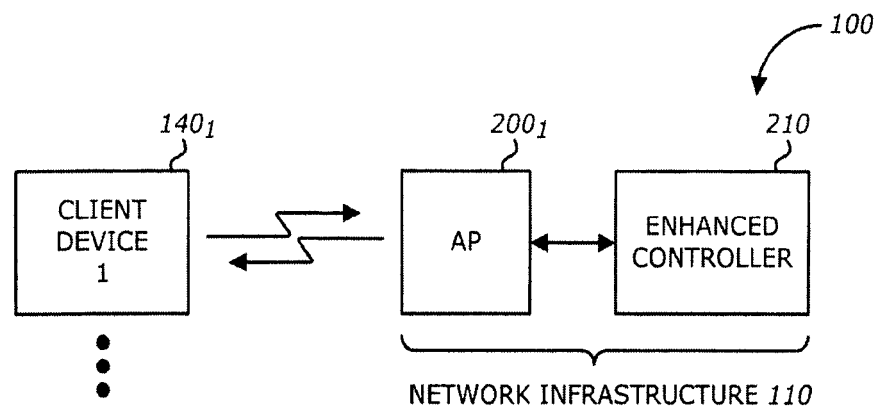 100
140₁
200₁
210
CLIENT
DEVICE
1
AP
ENHANCED
CONTROLLER
NETWORK INFRASTRUCTURE 110